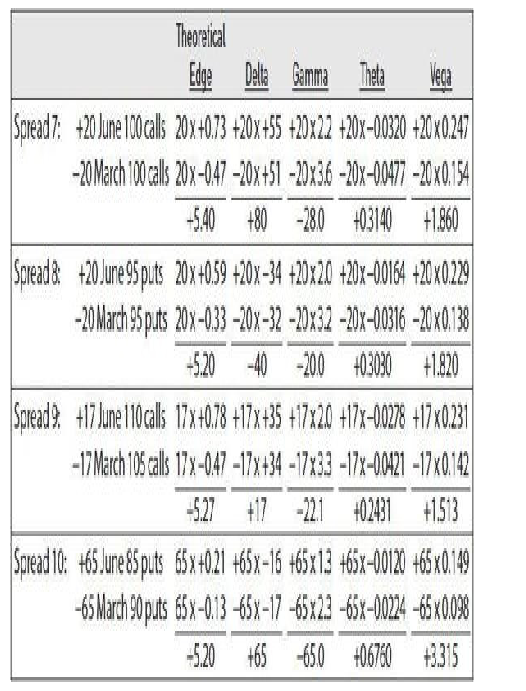 Theoretical
Edge Delta Gamma Theta Vega
Spread 7: +20 June 100 calls 20 x +0.73 +20 x +55 +20 x 2.2 +20 x –0.0320 +20 x 0.247
–20 March 100 calls 20 x –0.47 –20 x +51 –20 x 3.6 –20 x –0.0477 –20 x 0.154
+5.40 +80 –28.0 +0.3140 +1.860
Spread 8: +20 June 95 puts 20 x +0.59 +20 x –34 +20 x 2.0 +20 x –0.0164 +20 x 0.229
–20 March 95 puts 20 x –0.33 –20 x –32 –20 x 3.2 –20 x –0.0316 –20 x 0.138
+5.20 –40 –20.0 +0.3030 +1.820
Spread 9: +17 June 110 calls 17 x +0.78 +17 x +35 +17 x 2.0 +17 x –0.0278 +17 x 0.231
–17 March 105 calls 17 x –0.47 –17 x +34 –17 x 3.3 –17 x –0.0421 –17 x 0.142
+5.27 +17 –22.1 +0.2431 +1.513
Spread 10: +65 June 85 puts 65 x +0.21 +65 x –16 +65 x 1.3 +65 x –0.0120 +65 x 0.149
–65 March 90 puts 65 x –0.13 –65 x –17 –65 x 2.3 –65 x –0.0224 –65 x 0.098
+5.20 +65 –65.0 +0.6760 +3.315